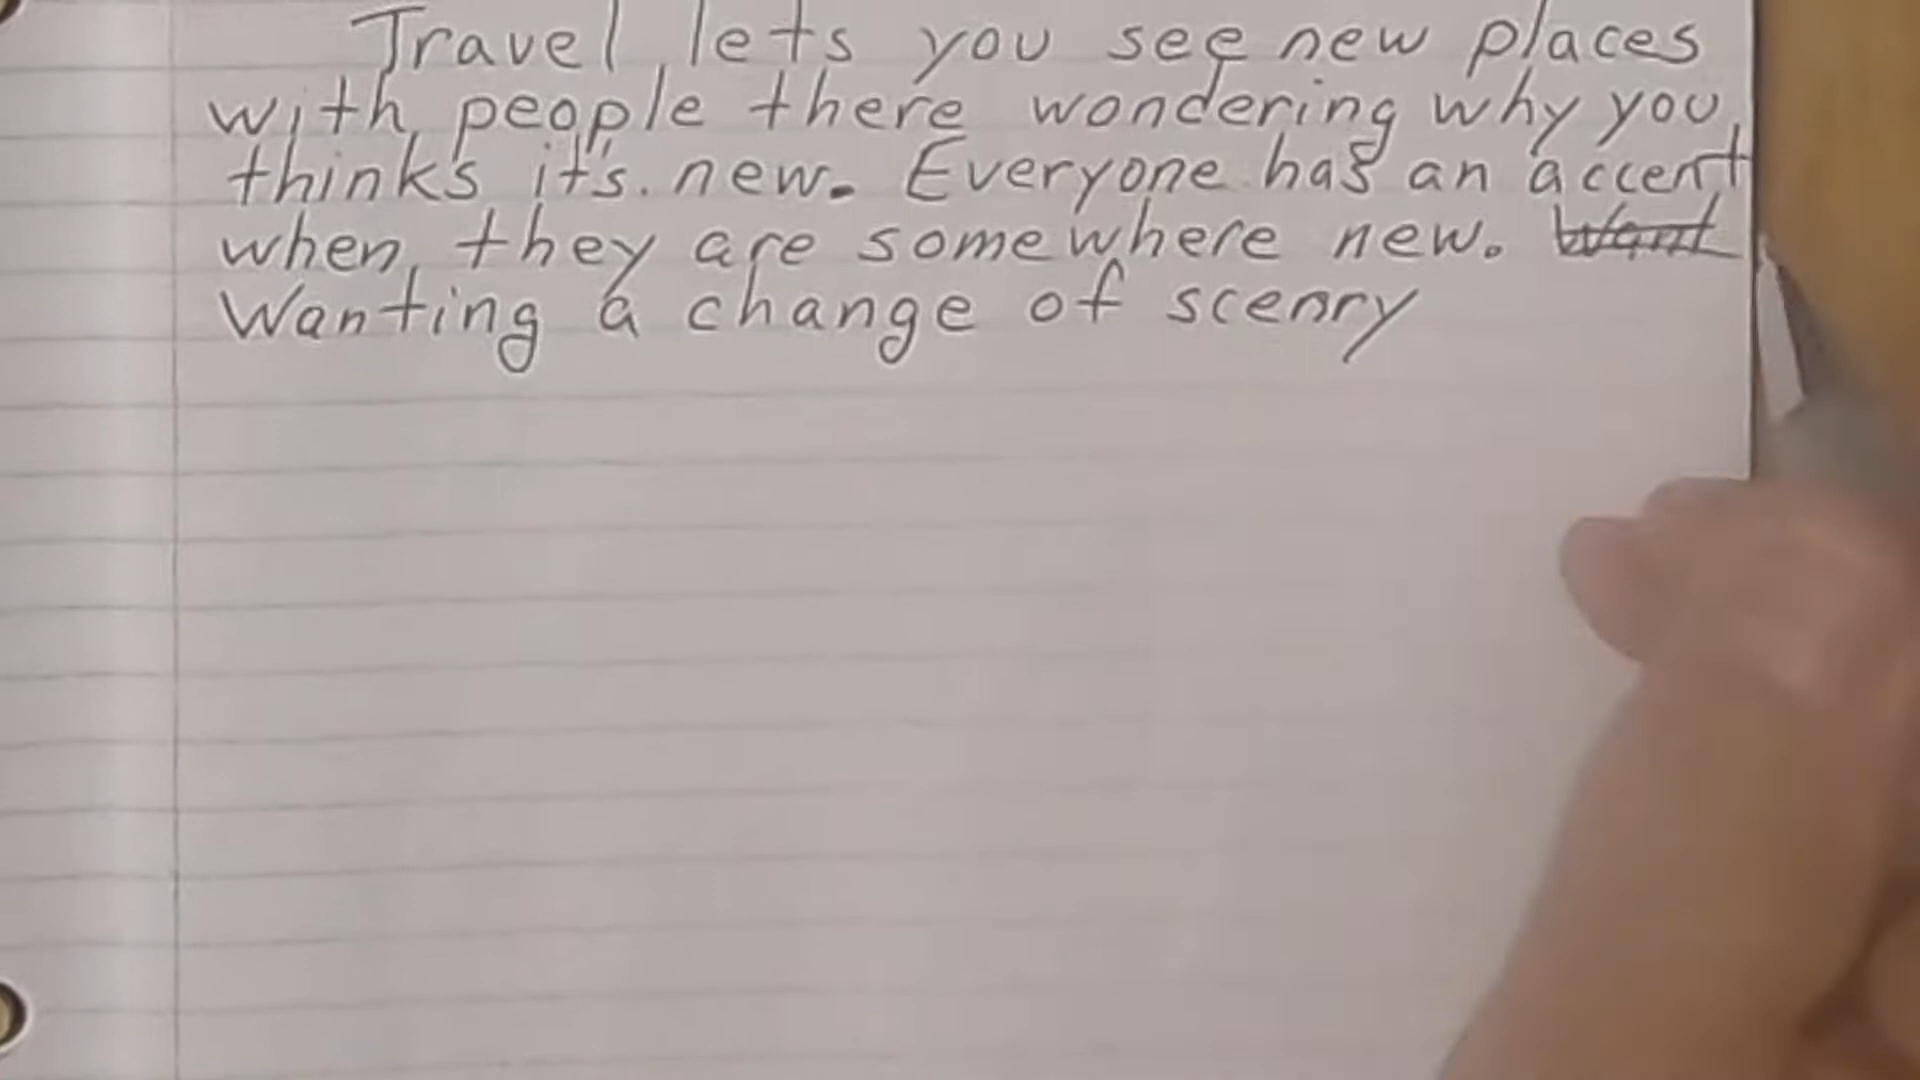 Travel lets you see new places
with people there wondering why you
thinks it's new. Everyone has an accent
when they are somewhere new. Want
Wanting a change of scenry